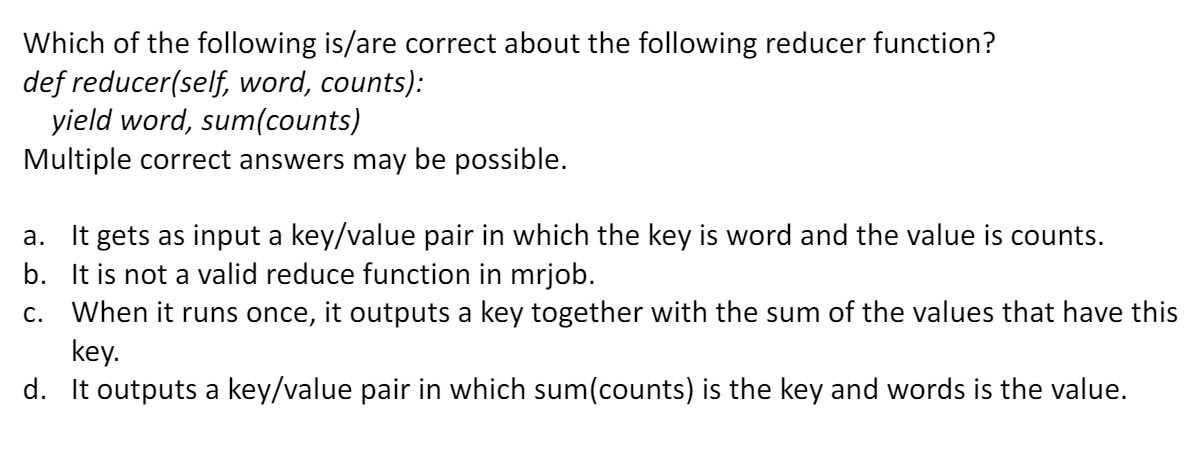 Which of the following is/are correct about the following reducer function?
def reducer(self, word, counts):
yield word, sum(counts)
Multiple correct answers may be possible.
a. It gets as input a key/value pair in which the key is word and the value is counts.
b. It is not a valid reduce function in mrjob.
c. When it runs once, it outputs a key together with the sum of the values that have this
key.
d. It outputs a key/value pair in which sum(counts) is the key and words is the value.